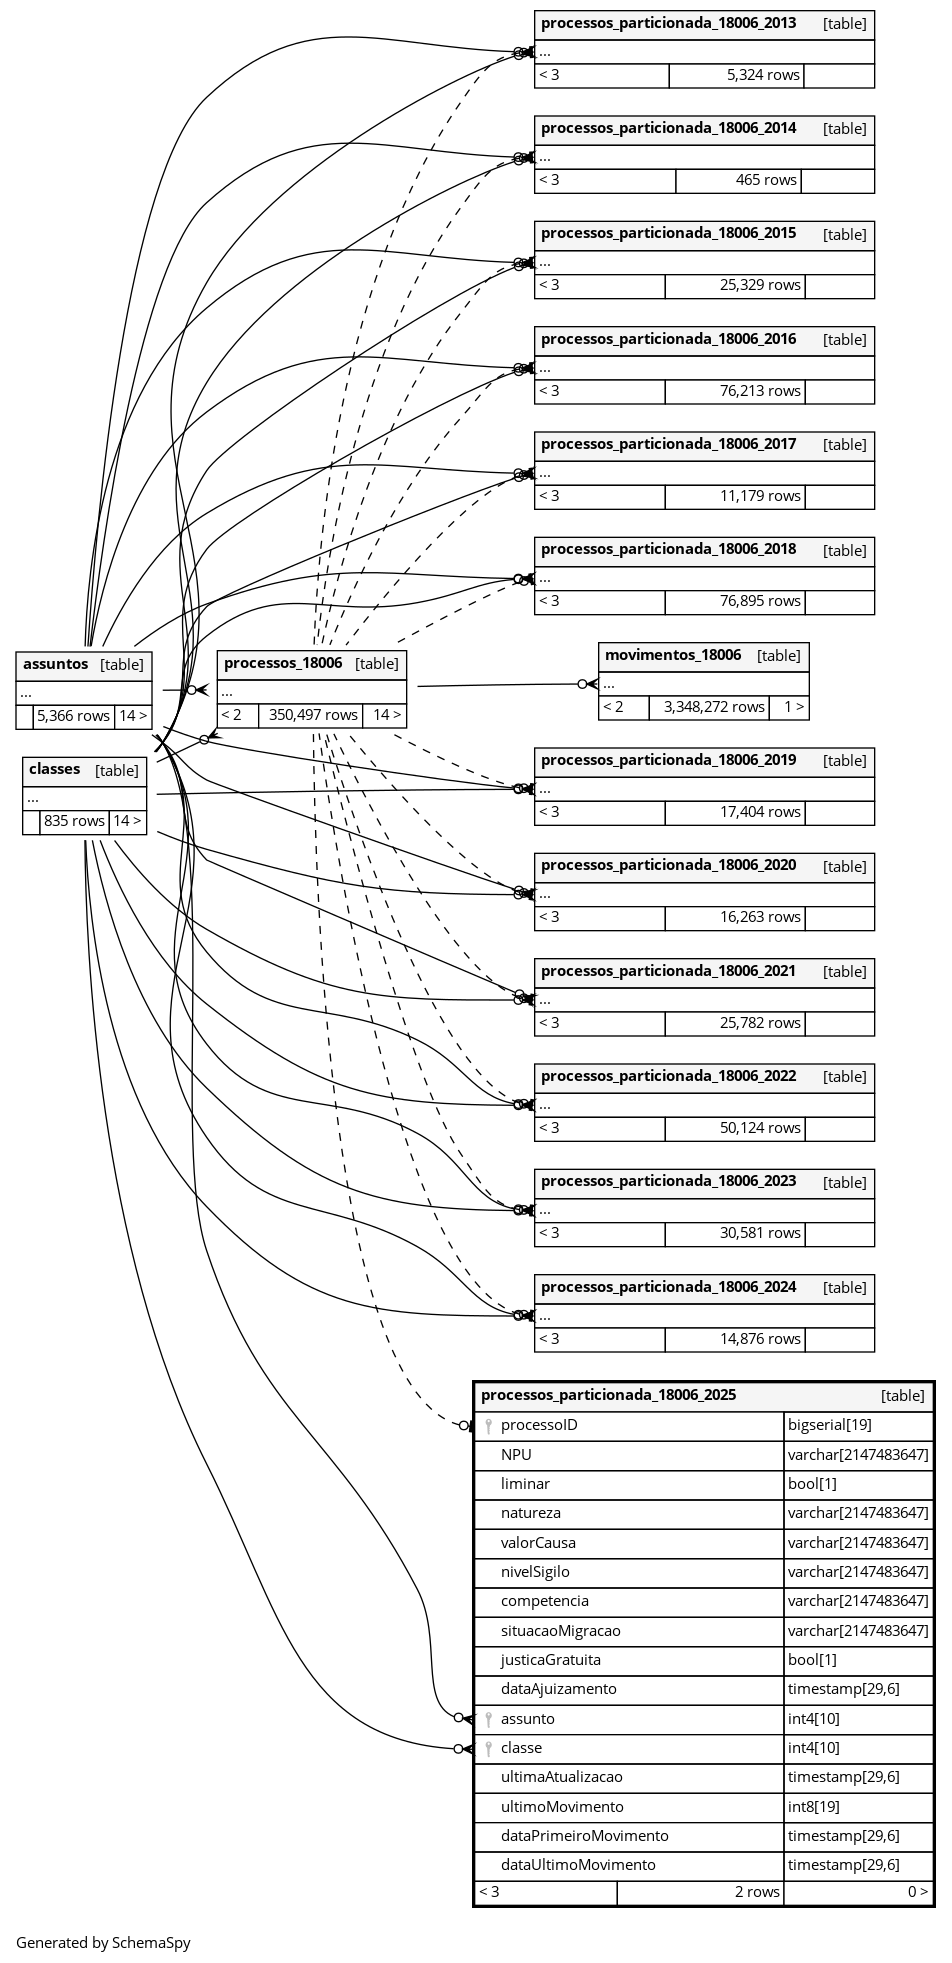 processos_particionada_18006_2013 [table]
...
< 3 5,324 rows
processos_particionada_18006_2014 [table]
...
< 3 465 rows
processos_particionada_18006_2015 [table]
...
< 3 25,329 rows
processos_particionada_18006_2016 [table]
...
< 3 76,213 rows
processos_particionada_18006_2017 [table]
...
< 3 11,179 rows
processos_particionada_18006_2018 [table]
...
< 3 76,895 rows
assuntos [table]
...
5,366 rows 14 >
processos_18006 [table]
...
< 2 350,497 rows 14 >
movimentos_18006 [table]
...
< 2 3,348,272 rows 1 >
classes [table]
...
835 rows 14 >
processos_particionada_18006_2019 [table]
...
< 3 17,404 rows
processos_particionada_18006_2020 [table]
...
< 3 16,263 rows
processos_particionada_18006_2021 [table]
...
< 3 25,782 rows
processos_particionada_18006_2022 [table]
...
< 3 50,124 rows
processos_particionada_18006_2023 [table]
...
< 3 30,581 rows
processos_particionada_18006_2024 [table]
...
< 3 14,876 rows
processos_particionada_18006_2025 [table]
processoID bigserial[19]
NPU varchar[2147483647]
liminar bool[1]
natureza varchar[2147483647]
valorCausa varchar[2147483647]
nivelSigilo varchar[2147483647]
competencia varchar[2147483647]
situacaoMigracao varchar[2147483647]
justicaGratuita bool[1]
dataAjuizamento timestamp[29,6]
assunto int4[10]
classe int4[10]
ultimaAtualizacao timestamp[29,6]
ultimoMovimento int8[19]
dataPrimeiroMovimento timestamp[29,6]
dataUltimoMovimento timestamp[29,6]
< 3 2 rows 0 >
Generated by SchemaSpy